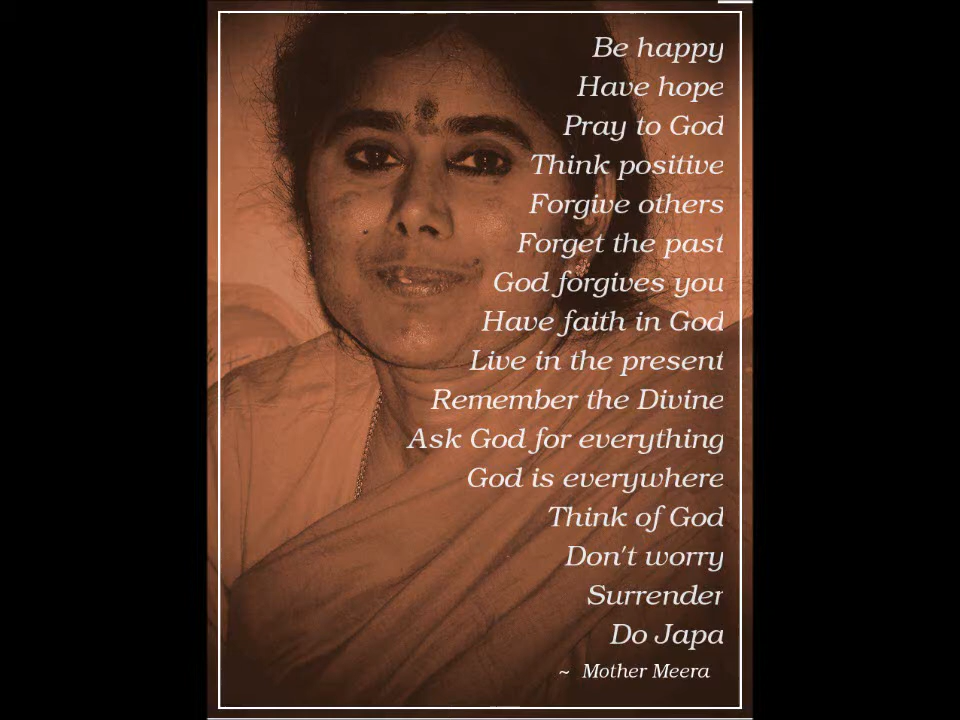 Be happy
Have hope
Pray to God
Think positive
Forgive others
Forget the past
God forgives you
Have faith in God
Live in the present
Remember the Divine
Ask God for everything
God is everywhere
Think of God
Don't worry
Surrender
Do Japa
~ Mother Meera